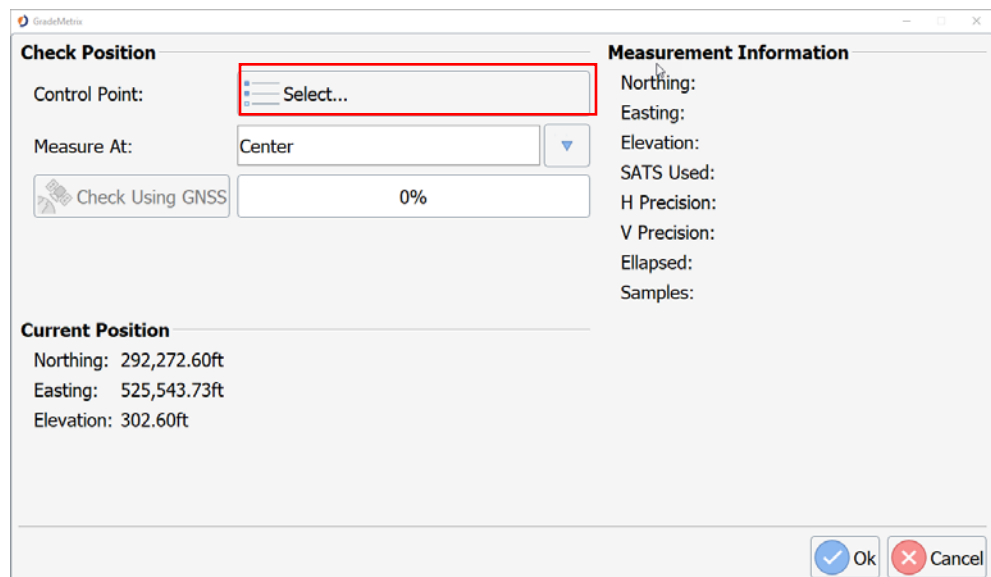 GradeMetrix
Check Position
Control Point:
Select...
Measure At:
Center
Check Using GNSS
0%
Current Position
Northing: 292,272.60ft
Easting: 525,543.73ft
Elevation: 302.60ft
Measurement Information
Northing:
Easting:
Elevation:
SATS Used:
H Precision:
V Precision:
Ellapsed:
Samples:
Ok
Cancel